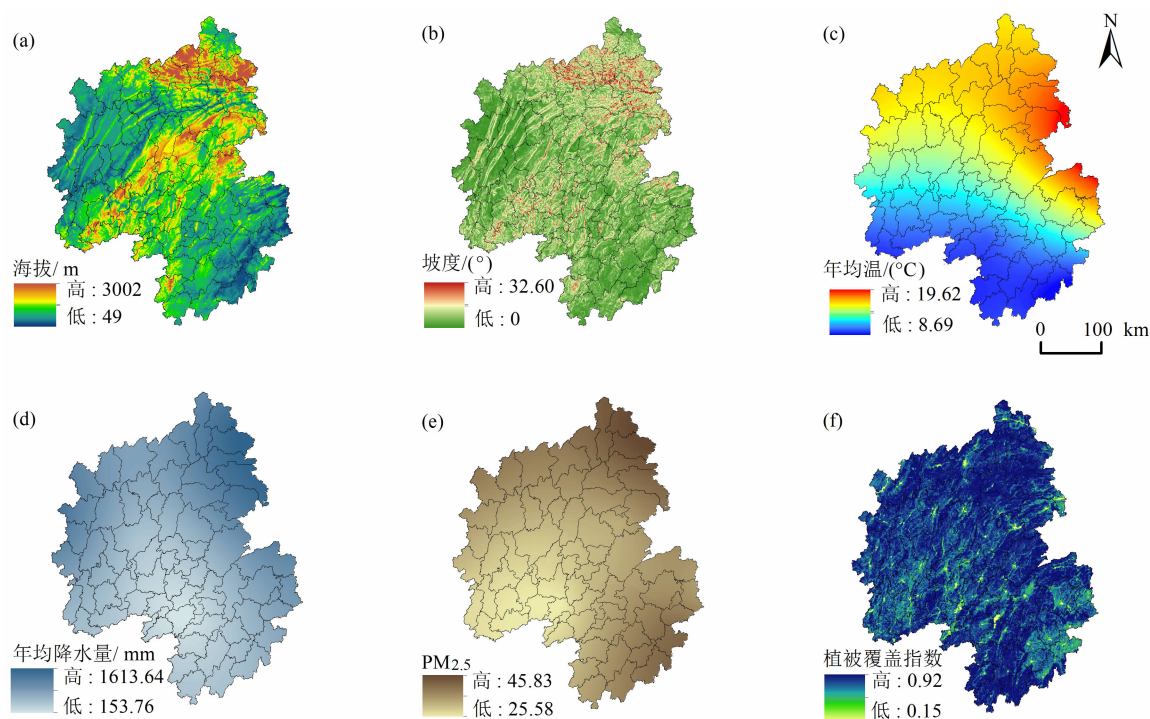 (a)
海拔/ m
高 : 3002
低 : 49
(b)
坡度/(°)
高 : 32.60
低 : 0
(c)
N
年均温/(°C)
高 : 19.62
低 : 8.69
0 100 km
(d)
年均降水量/ mm
高 : 1613.64
低 : 153.76
(e)
PM2.5
高 : 45.83
低 : 25.58
(f)
植被覆盖指数
高 : 0.92
低 : 0.15